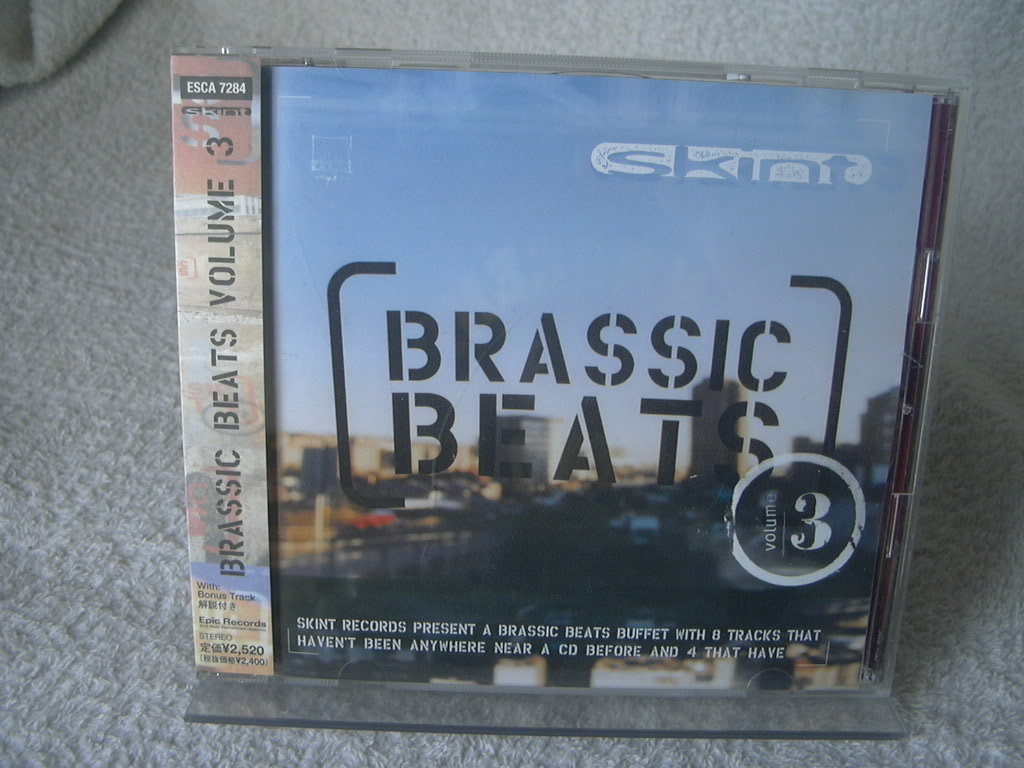 ESCA 7284
skint
BRASSIC BEATS VOLUME 3
With:
Bonus Track
解説付き
Epic Records
STEREO
定価¥2,520
(税抜価格¥2,400)
skint
BRASSIC
BEATS
volume 3
SKINT RECORDS PRESENT A BRASSIC BEATS BUFFET WITH 8 TRACKS THAT
HAVEN'T BEEN ANYWHERE NEAR A CD BEFORE AND 4 THAT HAVE